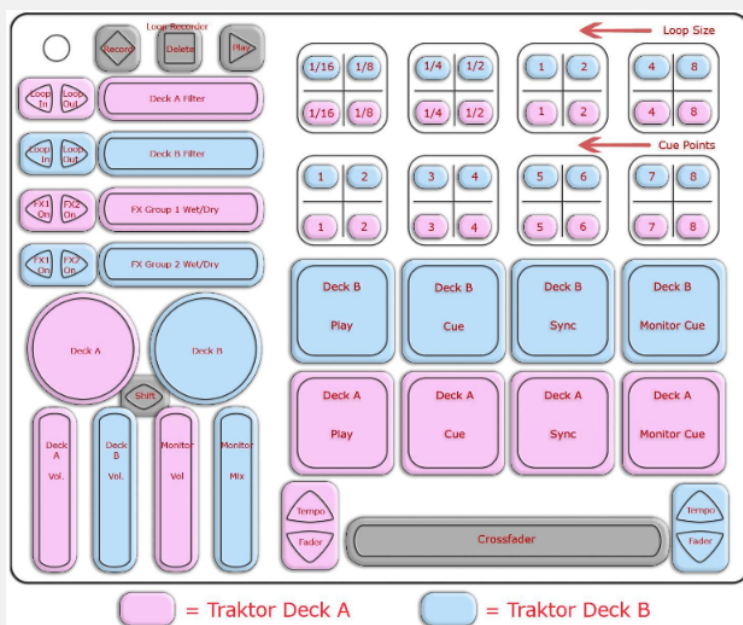 Loop Recorder
Record
Delete
Play
Loop In
Loop Out
Deck A Filter
Loop In
Loop Out
Deck B Filter
FX1 On
FX2 On
FX Group 1 Wet/Dry
FX1 On
FX2 On
FX Group 2 Wet/Dry
Deck A
Deck B
Shift
Deck A Vol.
Deck B Vol.
Monitor Vol
Monitor Mix
Loop Size
1/16 1/8 1/4 1/2 1 2 4 8
1/16 1/8 1/4 1/2 1 2 4 8
Cue Points
1 2 3 4 5 6 7 8
1 2 3 4 5 6 7 8
Deck B Play
Deck B Cue
Deck B Sync
Deck B Monitor Cue
Deck A Play
Deck A Cue
Deck A Sync
Deck A Monitor Cue
Tempo
Fader
Crossfader
Tempo
Fader
= Traktor Deck A
= Traktor Deck B